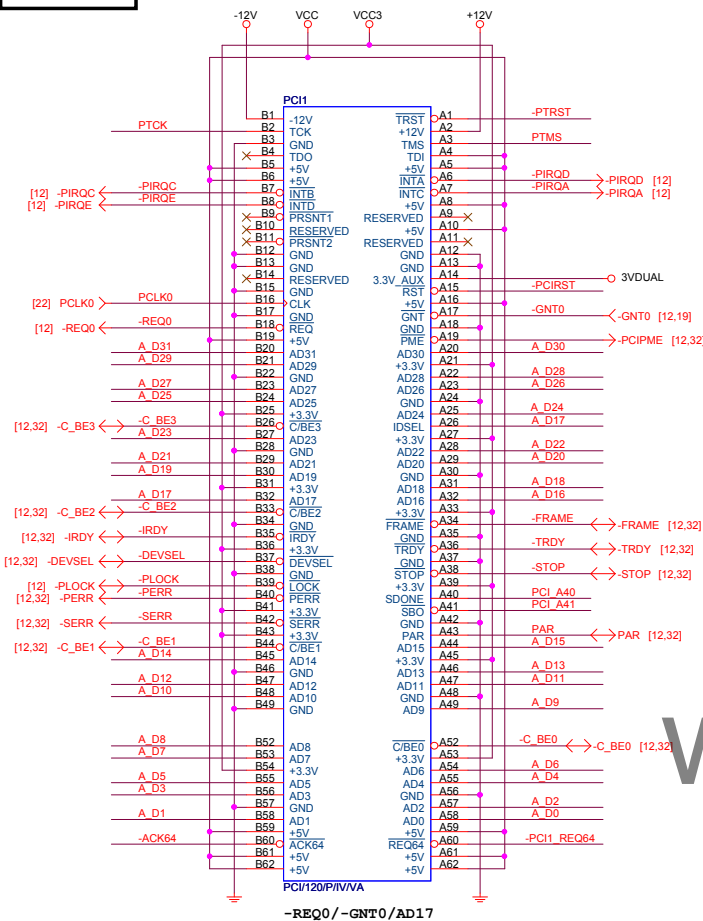 -12V VCC VCC3 +12V
PCI1
B1 -12V TRST A1 -PTRST
PTCK B2 TCK +12V A2
B3 GND TMS A3 PTMS
B4 TDO TDI A4
B5 +5V +5V A5
B6 +5V INTA A6 -PIRQD -PIRQD [12]
[12] -PIRQC -PIRQC B7 INTB INTC A7 -PIRQA -PIRQA [12]
[12] -PIRQE -PIRQE B8 INTD +5V A8
B9 PRSNT1 RESERVED A9
B10 RESERVED +5V A10
B11 PRSNT2 RESERVED A11
B12 GND GND A12
B13 GND GND A13
B14 RESERVED 3.3V_AUX A14 3VDUAL
B15 GND RST A15 -PCIRST
[22] PCLK0 PCLK0 B16 CLK +5V A16
B17 GND GNT A17 -GNT0 -GNT0 [12,19]
[12] -REQ0 -REQ0 B18 REQ GND A18
B19 +5V PME A19 -PCIPME [12,32]
A_D31 B20 AD31 AD30 A20 A_D30
A_D29 B21 AD29 +3.3V A21
B22 GND AD28 A22 A_D28
A_D27 B23 AD27 AD26 A23 A_D26
A_D25 B24 AD25 GND A24
B25 +3.3V AD24 A25 A_D24
[12,32] -C_BE3 -C_BE3 B26 C/BE3 IDSEL A26 A_D17
A_D23 B27 AD23 +3.3V A27
B28 GND AD22 A28 A_D22
A_D21 B29 AD21 AD20 A29 A_D20
A_D19 B30 AD19 GND A30
B31 +3.3V AD18 A31 A_D18
A_D17 B32 AD17 AD16 A32 A_D16
[12,32] -C_BE2 -C_BE2 B33 C/BE2 +3.3V A33
B34 GND FRAME A34 -FRAME -FRAME [12,32]
[12,32] -IRDY -IRDY B35 IRDY GND A35
B36 +3.3V TRDY A36 -TRDY -TRDY [12,32]
[12,32] -DEVSEL -DEVSEL B37 DEVSEL GND A37
B38 GND STOP A38 -STOP -STOP [12,32]
[12] -PLOCK -PLOCK B39 LOCK +3.3V A39
[12,32] -PERR -PERR B40 PERR SDONE A40 PCI_A40
B41 +3.3V SBO A41 PCI_A41
[12,32] -SERR -SERR B42 SERR GND A42
B43 +3.3V PAR A43 PAR PAR [12,32]
[12,32] -C_BE1 -C_BE1 B44 C/BE1 AD15 A44 A_D15
A_D14 B45 AD14 +3.3V A45
B46 GND AD13 A46 A_D13
A_D12 B47 AD12 AD11 A47 A_D11
A_D10 B48 AD10 GND A48
B49 GND AD9 A49 A_D9
A_D8 B52 AD8 C/BE0 A52 -C_BE0 -C_BE0 [12,32]
A_D7 B53 AD7 +3.3V A53
B54 +3.3V AD6 A54 A_D6
A_D5 B55 AD5 AD4 A55 A_D4
A_D3 B56 AD3 GND A56
B57 GND AD2 A57 A_D2
A_D1 B58 AD1 AD0 A58 A_D0
B59 +5V +5V A59
-ACK64 B60 ACK64 REQ64 A60 -PCI1_REQ64
B61 +5V +5V A61
B62 +5V +5V A62
PCI/120/P/IV/VA
-REQ0/-GNT0/AD17